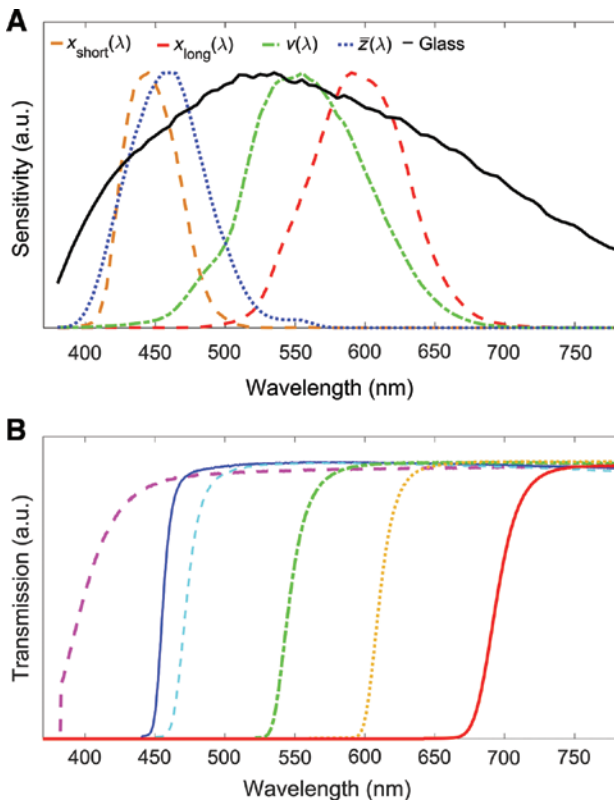 A
x_short(λ) x_long(λ) v(λ) z̄(λ) Glass
Sensitivity (a.u.)
400 450 500 550 600 650 700 750
Wavelength (nm)
B
Transmission (a.u.)
400 450 500 550 600 650 700 750
Wavelength (nm)